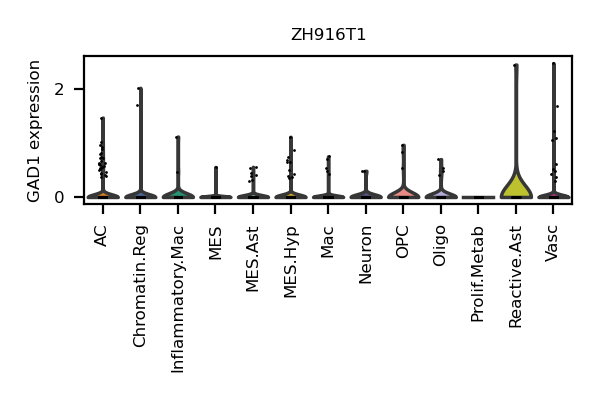 ZH916T1
GAD1 expression
2
0
AC
Chromatin.Reg
Inflammatory.Mac
MES
MES.Ast
MES.Hyp
Mac
Neuron
OPC
Oligo
Prolif.Metab
Reactive.Ast
Vasc